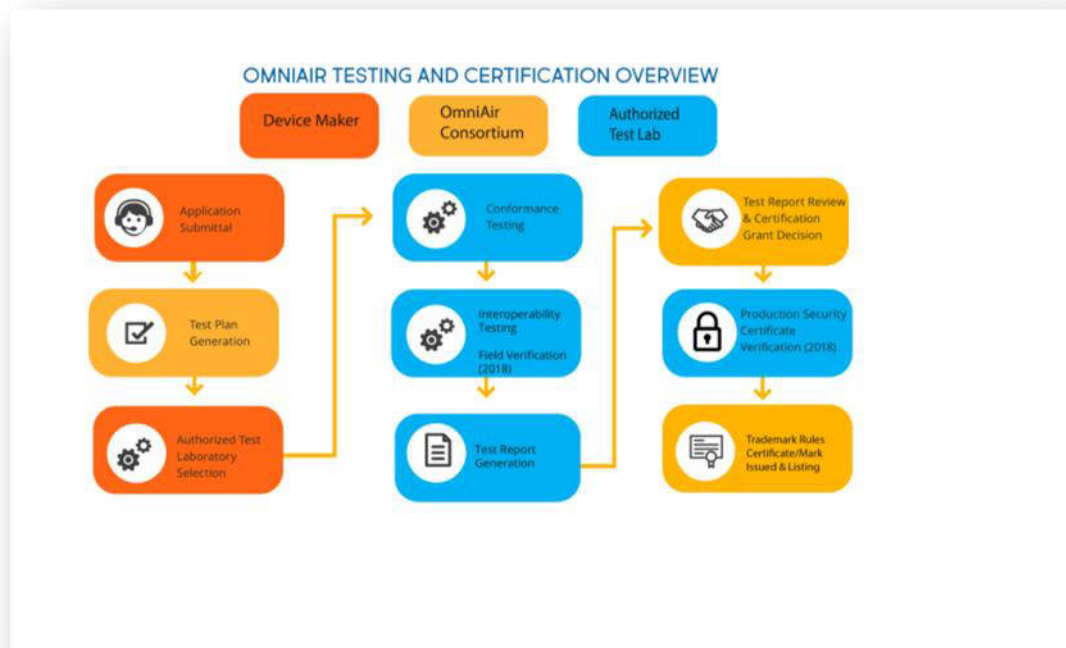 OMNIAIR TESTING AND CERTIFICATION OVERVIEW
Device Maker
OmniAir
Consortium
Authorized
Test Lab
Application
Submittal
Test Plan
Generation
Authorized Test
Laboratory
Selection
Conformance
Testing
Interoperability
Testing
Field Verification
(2018)
Test Report
Generation
Test Report Review
& Certification
Grant Decision
Production Security
Certificate
Verification (2018)
Trademark Rules
Certificate/Mark
Issued & Listing